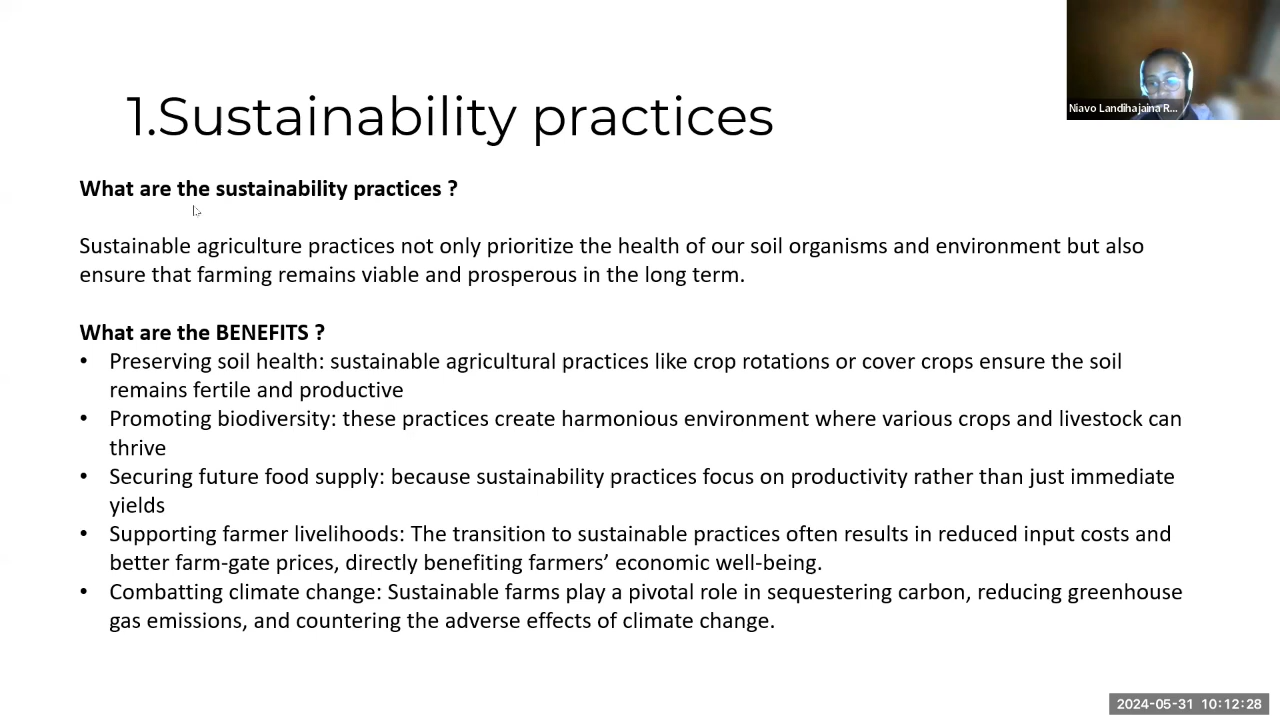 1.Sustainability practices
Niavo Landihajaina R...
What are the sustainability practices ?
Sustainable agriculture practices not only prioritize the health of our soil organisms and environment but also
ensure that farming remains viable and prosperous in the long term.
What are the BENEFITS ?
• Preserving soil health: sustainable agricultural practices like crop rotations or cover crops ensure the soil
remains fertile and productive
• Promoting biodiversity: these practices create harmonious environment where various crops and livestock can
thrive
• Securing future food supply: because sustainability practices focus on productivity rather than just immediate
yields
• Supporting farmer livelihoods: The transition to sustainable practices often results in reduced input costs and
better farm-gate prices, directly benefiting farmers’ economic well-being.
• Combatting climate change: Sustainable farms play a pivotal role in sequestering carbon, reducing greenhouse
gas emissions, and countering the adverse effects of climate change.
2024-05-31 10:12:28